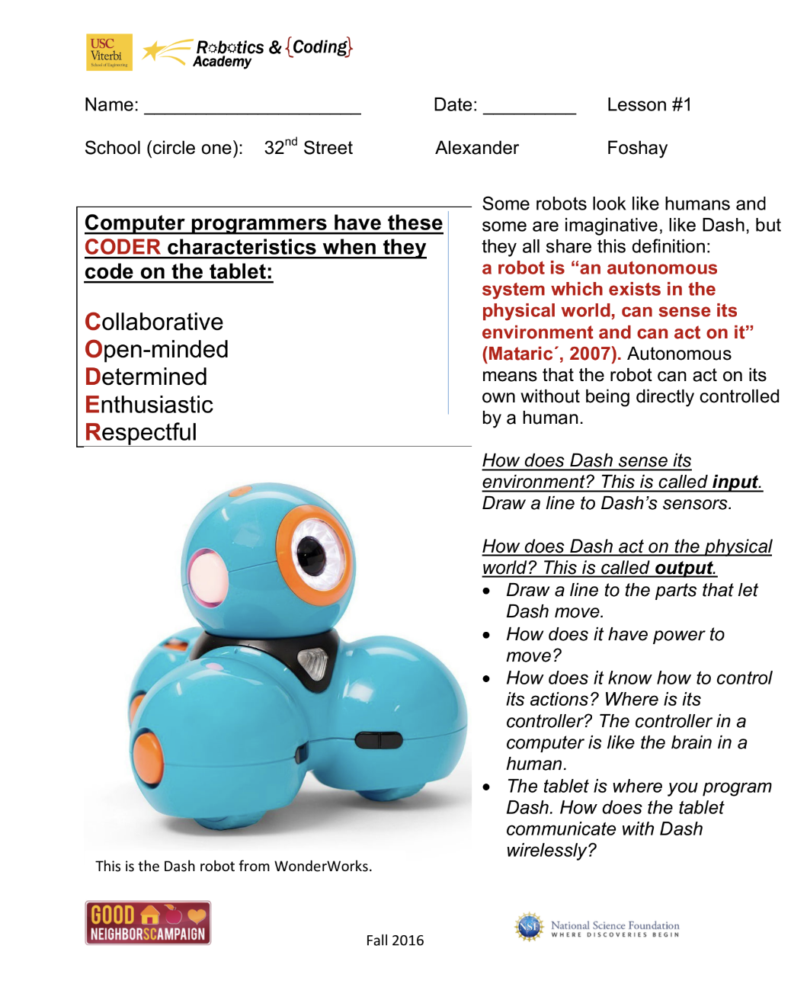 USC
Viterbi
School of Engineering
Robotics & {Coding}
Academy
Name: _____________________ Date: _________ Lesson #1
School (circle one): 32nd Street Alexander Foshay
Computer programmers have these
CODER characteristics when they
code on the tablet:
Collaborative
Open-minded
Determined
Enthusiastic
Respectful
Some robots look like humans and
some are imaginative, like Dash, but
they all share this definition:
a robot is “an autonomous
system which exists in the
physical world, can sense its
environment and can act on it”
(Mataric´, 2007). Autonomous
means that the robot can act on its
own without being directly controlled
by a human.
How does Dash sense its
environment? This is called input.
Draw a line to Dash’s sensors.
How does Dash act on the physical
world? This is called output.
• Draw a line to the parts that let
Dash move.
• How does it have power to
move?
• How does it know how to control
its actions? Where is its
controller? The controller in a
computer is like the brain in a
human.
• The tablet is where you program
Dash. How does the tablet
communicate with Dash
wirelessly?
This is the Dash robot from WonderWorks.
GOOD
NEIGHBORSCAMPAIGN
Fall 2016
NSF
National Science Foundation
WHERE DISCOVERIES BEGIN